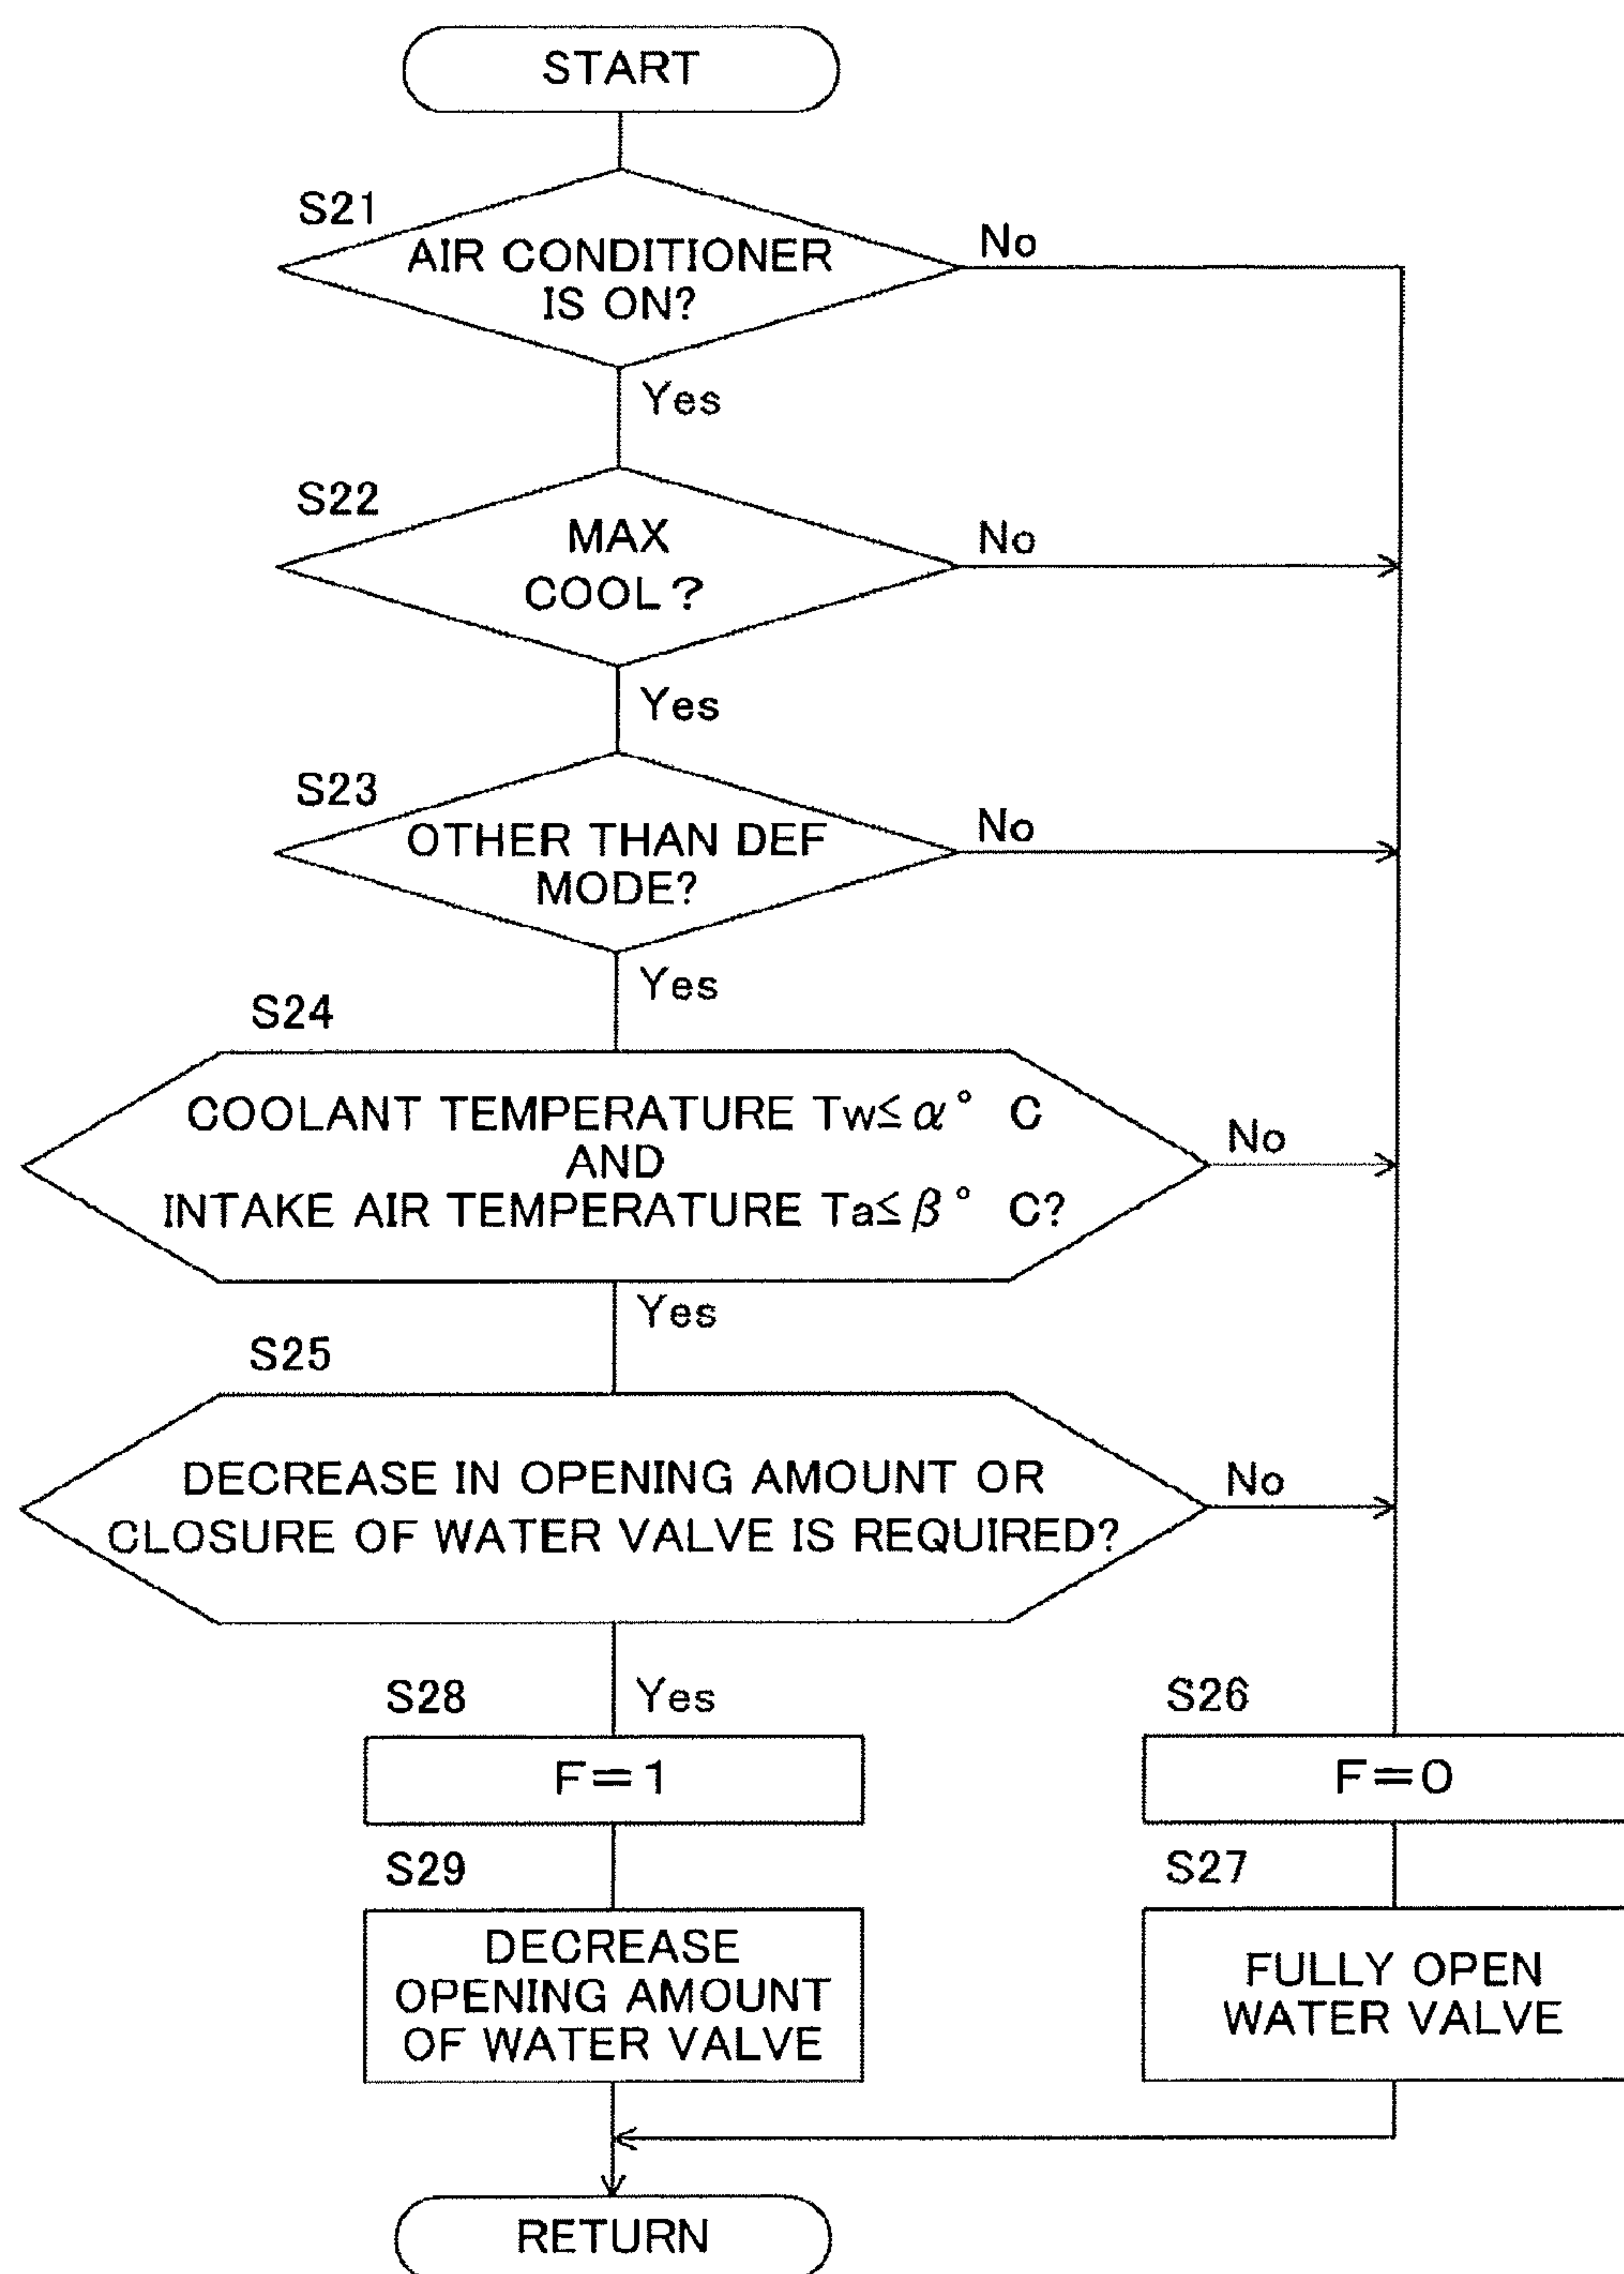 START
S21
AIR CONDITIONER
IS ON?
No
Yes
S22
MAX
COOL?
No
Yes
S23
OTHER THAN DEF
MODE?
No
Yes
S24
COOLANT TEMPERATURE Tw≤α° C
AND
INTAKE AIR TEMPERATURE Ta≤β° C?
No
Yes
S25
DECREASE IN OPENING AMOUNT OR
CLOSURE OF WATER VALVE IS REQUIRED?
No
Yes
S28
F=1
S26
F=0
S29
DECREASE
OPENING AMOUNT
OF WATER VALVE
S27
FULLY OPEN
WATER VALVE
RETURN